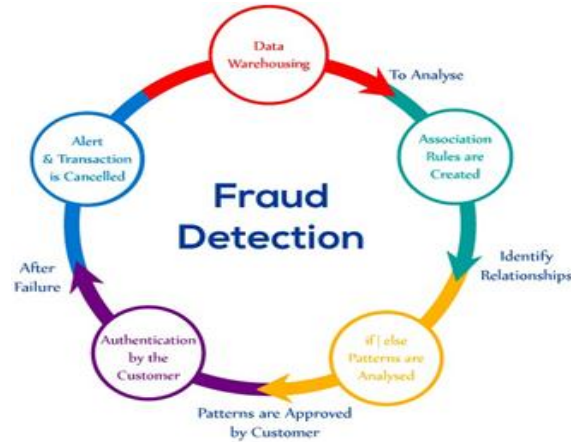 Data
Warehousing
To Analyse
Association
Rules are
Created
Identify
Relationships
if | else
Patterns are
Analysed
Patterns are Approved
by Customer
Authentication
by the
Customer
After
Failure
Alert
& Transaction
is Cancelled
Fraud
Detection